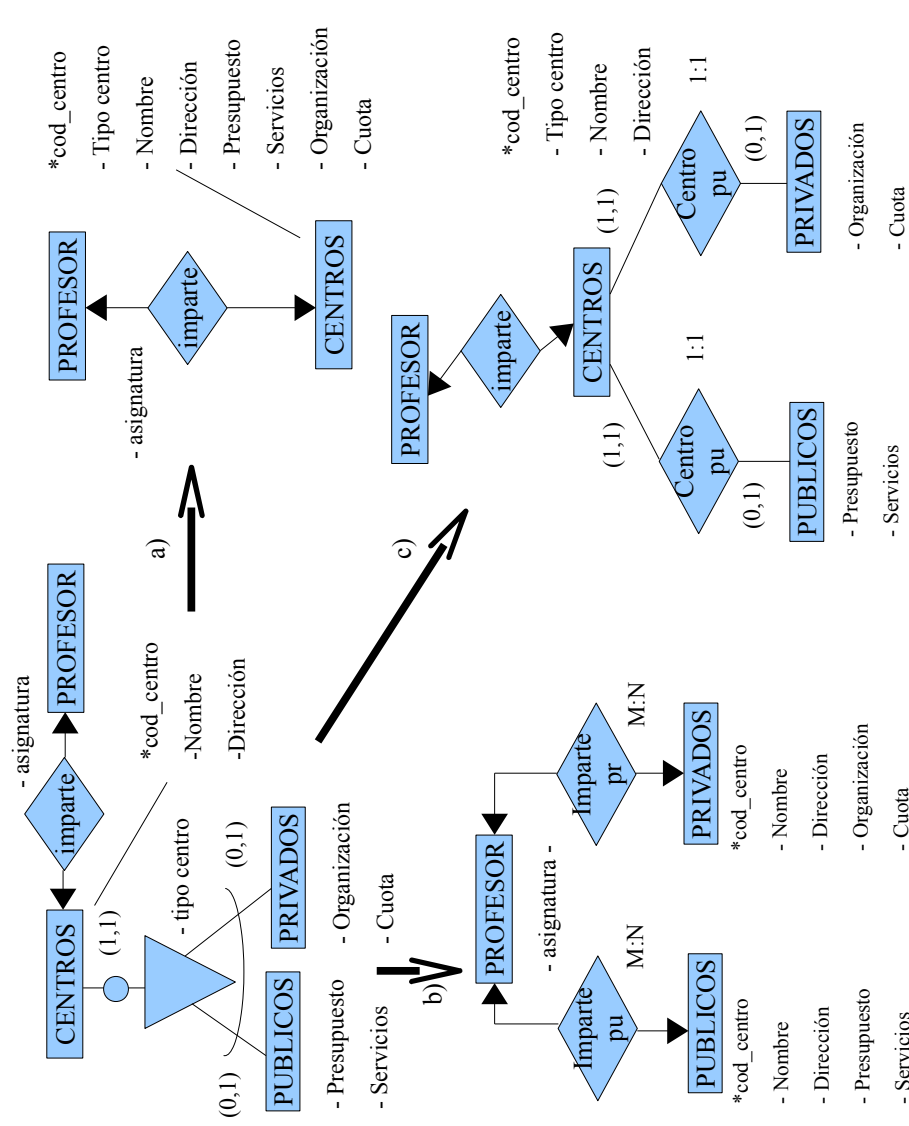 CENTROS
imparte
- asignatura
PROFESOR
(1,1)
*cod_centro
-Nombre
-Dirección
- tipo centro
(0,1)
(0,1)
PUBLICOS
- Presupuesto
- Servicios
PRIVADOS
- Organización
- Cuota
a)
PROFESOR
- asignatura
imparte
CENTROS
*cod_centro
- Tipo centro
- Nombre
- Dirección
- Presupuesto
- Servicios
- Organización
- Cuota
b)
PROFESOR
- asignatura -
Imparte
pu
M:N
PUBLICOS
*cod_centro
- Nombre
- Dirección
- Presupuesto
- Servicios
Imparte
pr
M:N
PRIVADOS
*cod_centro
- Nombre
- Dirección
- Organización
- Cuota
c)
PROFESOR
imparte
CENTROS
*cod_centro
- Tipo centro
- Nombre
- Dirección
(1,1)
(1,1)
Centro
pu
1:1
(0,1)
PUBLICOS
- Presupuesto
- Servicios
Centro
pu
1:1
(0,1)
PRIVADOS
- Organización
- Cuota